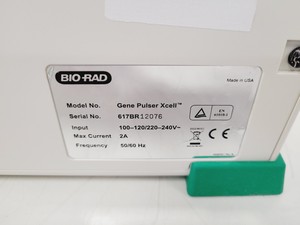 BIO-RAD
Made in USA
Model No. Gene Pulser Xcell™
Serial No. 617BR12076
Input 100-120/220-240V~
Max Current 2A
Frequency 50/60 Hz